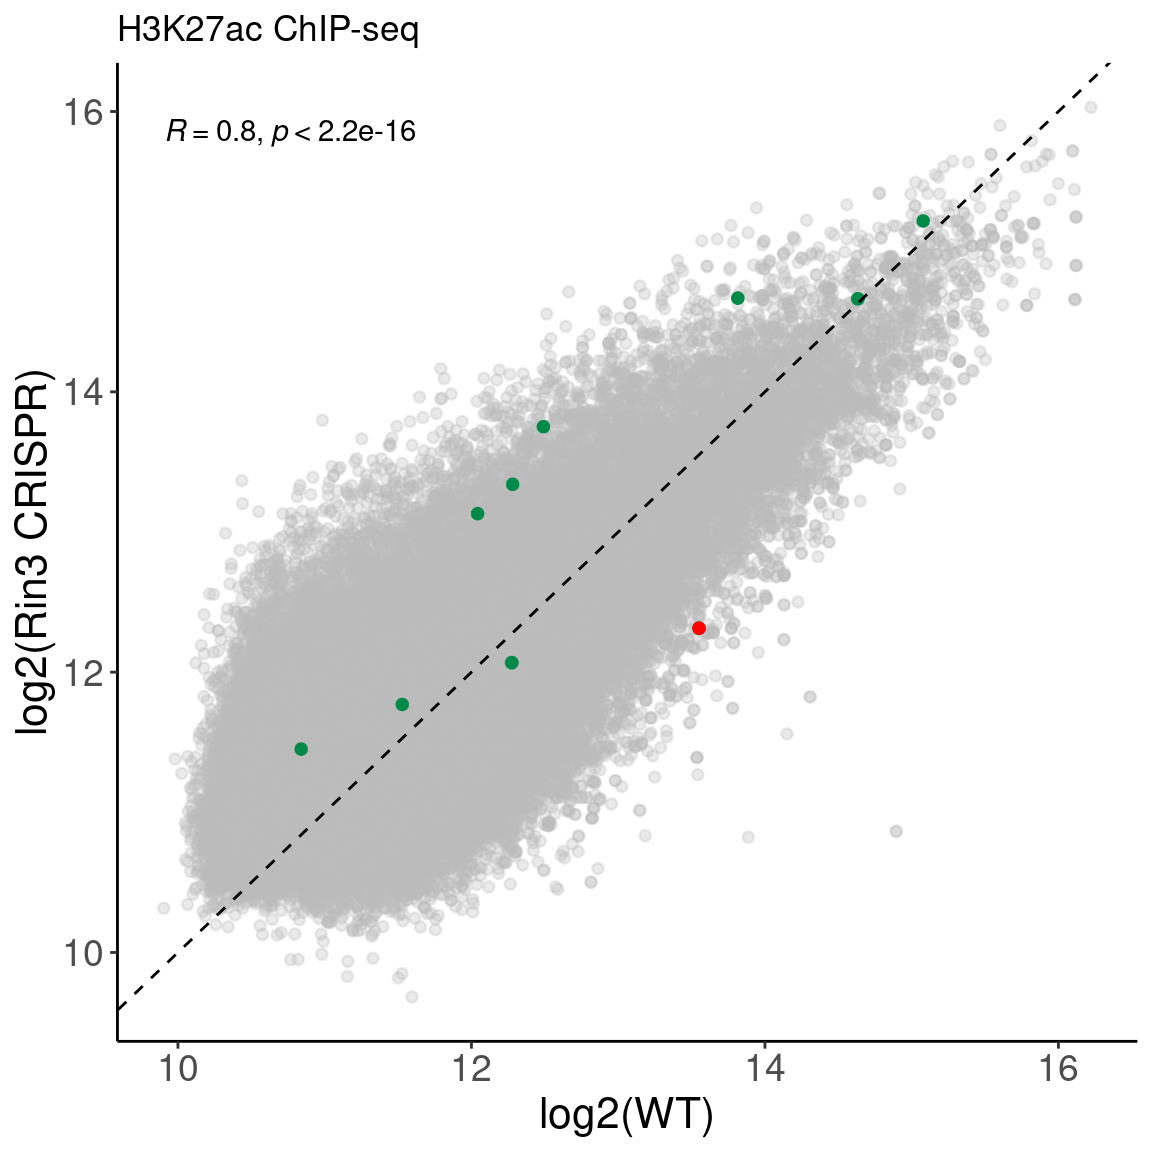 H3K27ac ChIP-seq
R = 0.8, p < 2.2e-16
16
14
12
10
log2(Rin3 CRISPR)
10 12 14 16
log2(WT)